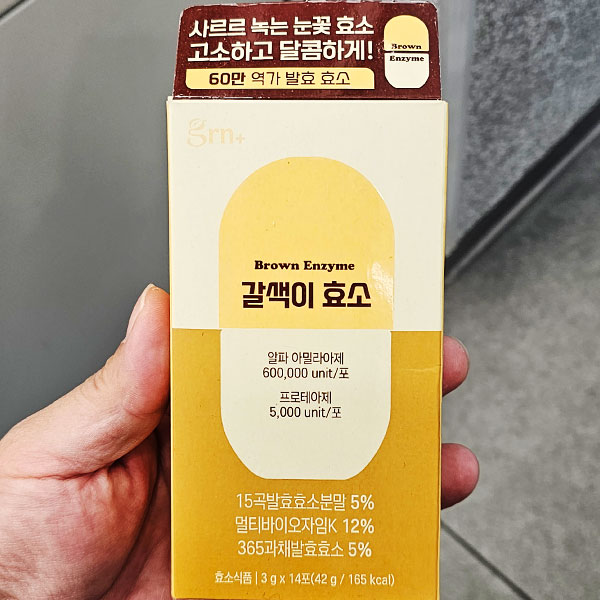 사르르 녹는 눈꽃 효소
고소하고 달콤하게!
60만 역가 발효 효소
Brown
Enzyme
grn+
Brown Enzyme
갈색이 효소
알파 아밀라아제
600,000 unit/포
프로테아제
5,000 unit/포
15곡발효효소분말 5%
멀티바이오자임K 12%
365과채발효효소 5%
효소식품 | 3 g x 14포(42 g / 165 kcal)